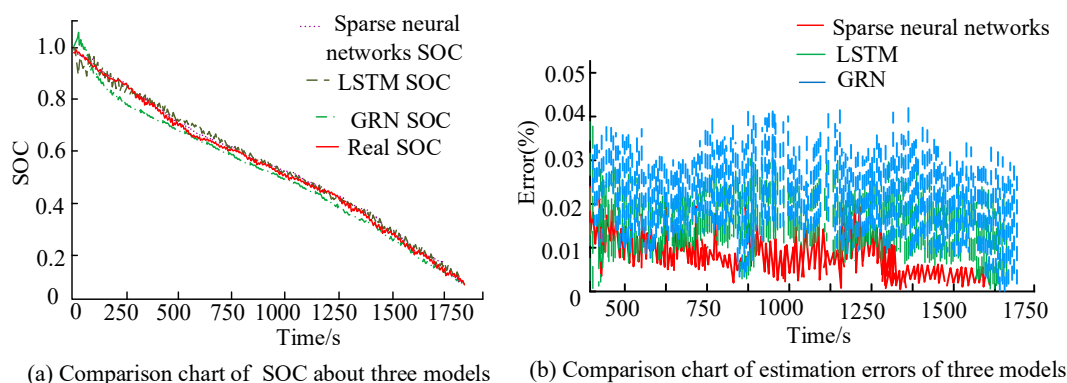 Sparse neural
networks SOC
LSTM SOC
GRN SOC
Real SOC
SOC
1.0
0.8
0.6
0.4
0.2
0
0 250 500 750 1000 1250 1500 1750
Time/s
(a) Comparison chart of SOC about three models
Sparse neural networks
LSTM
GRN
Error(%)
0.05
0.04
0.03
0.02
0.01
0
500 750 1000 1250 1500 1750
Time/s
(b) Comparison chart of estimation errors of three models